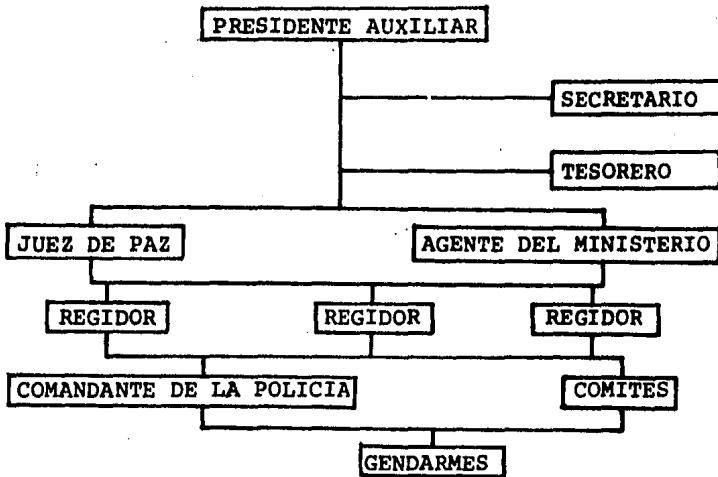 PRESIDENTE AUXILIAR
SECRETARIO
TESORERO
JUEZ DE PAZ
AGENTE DEL MINISTERIO
REGIDOR
REGIDOR
REGIDOR
COMANDANTE DE LA POLICIA
COMITES
GENDARMES